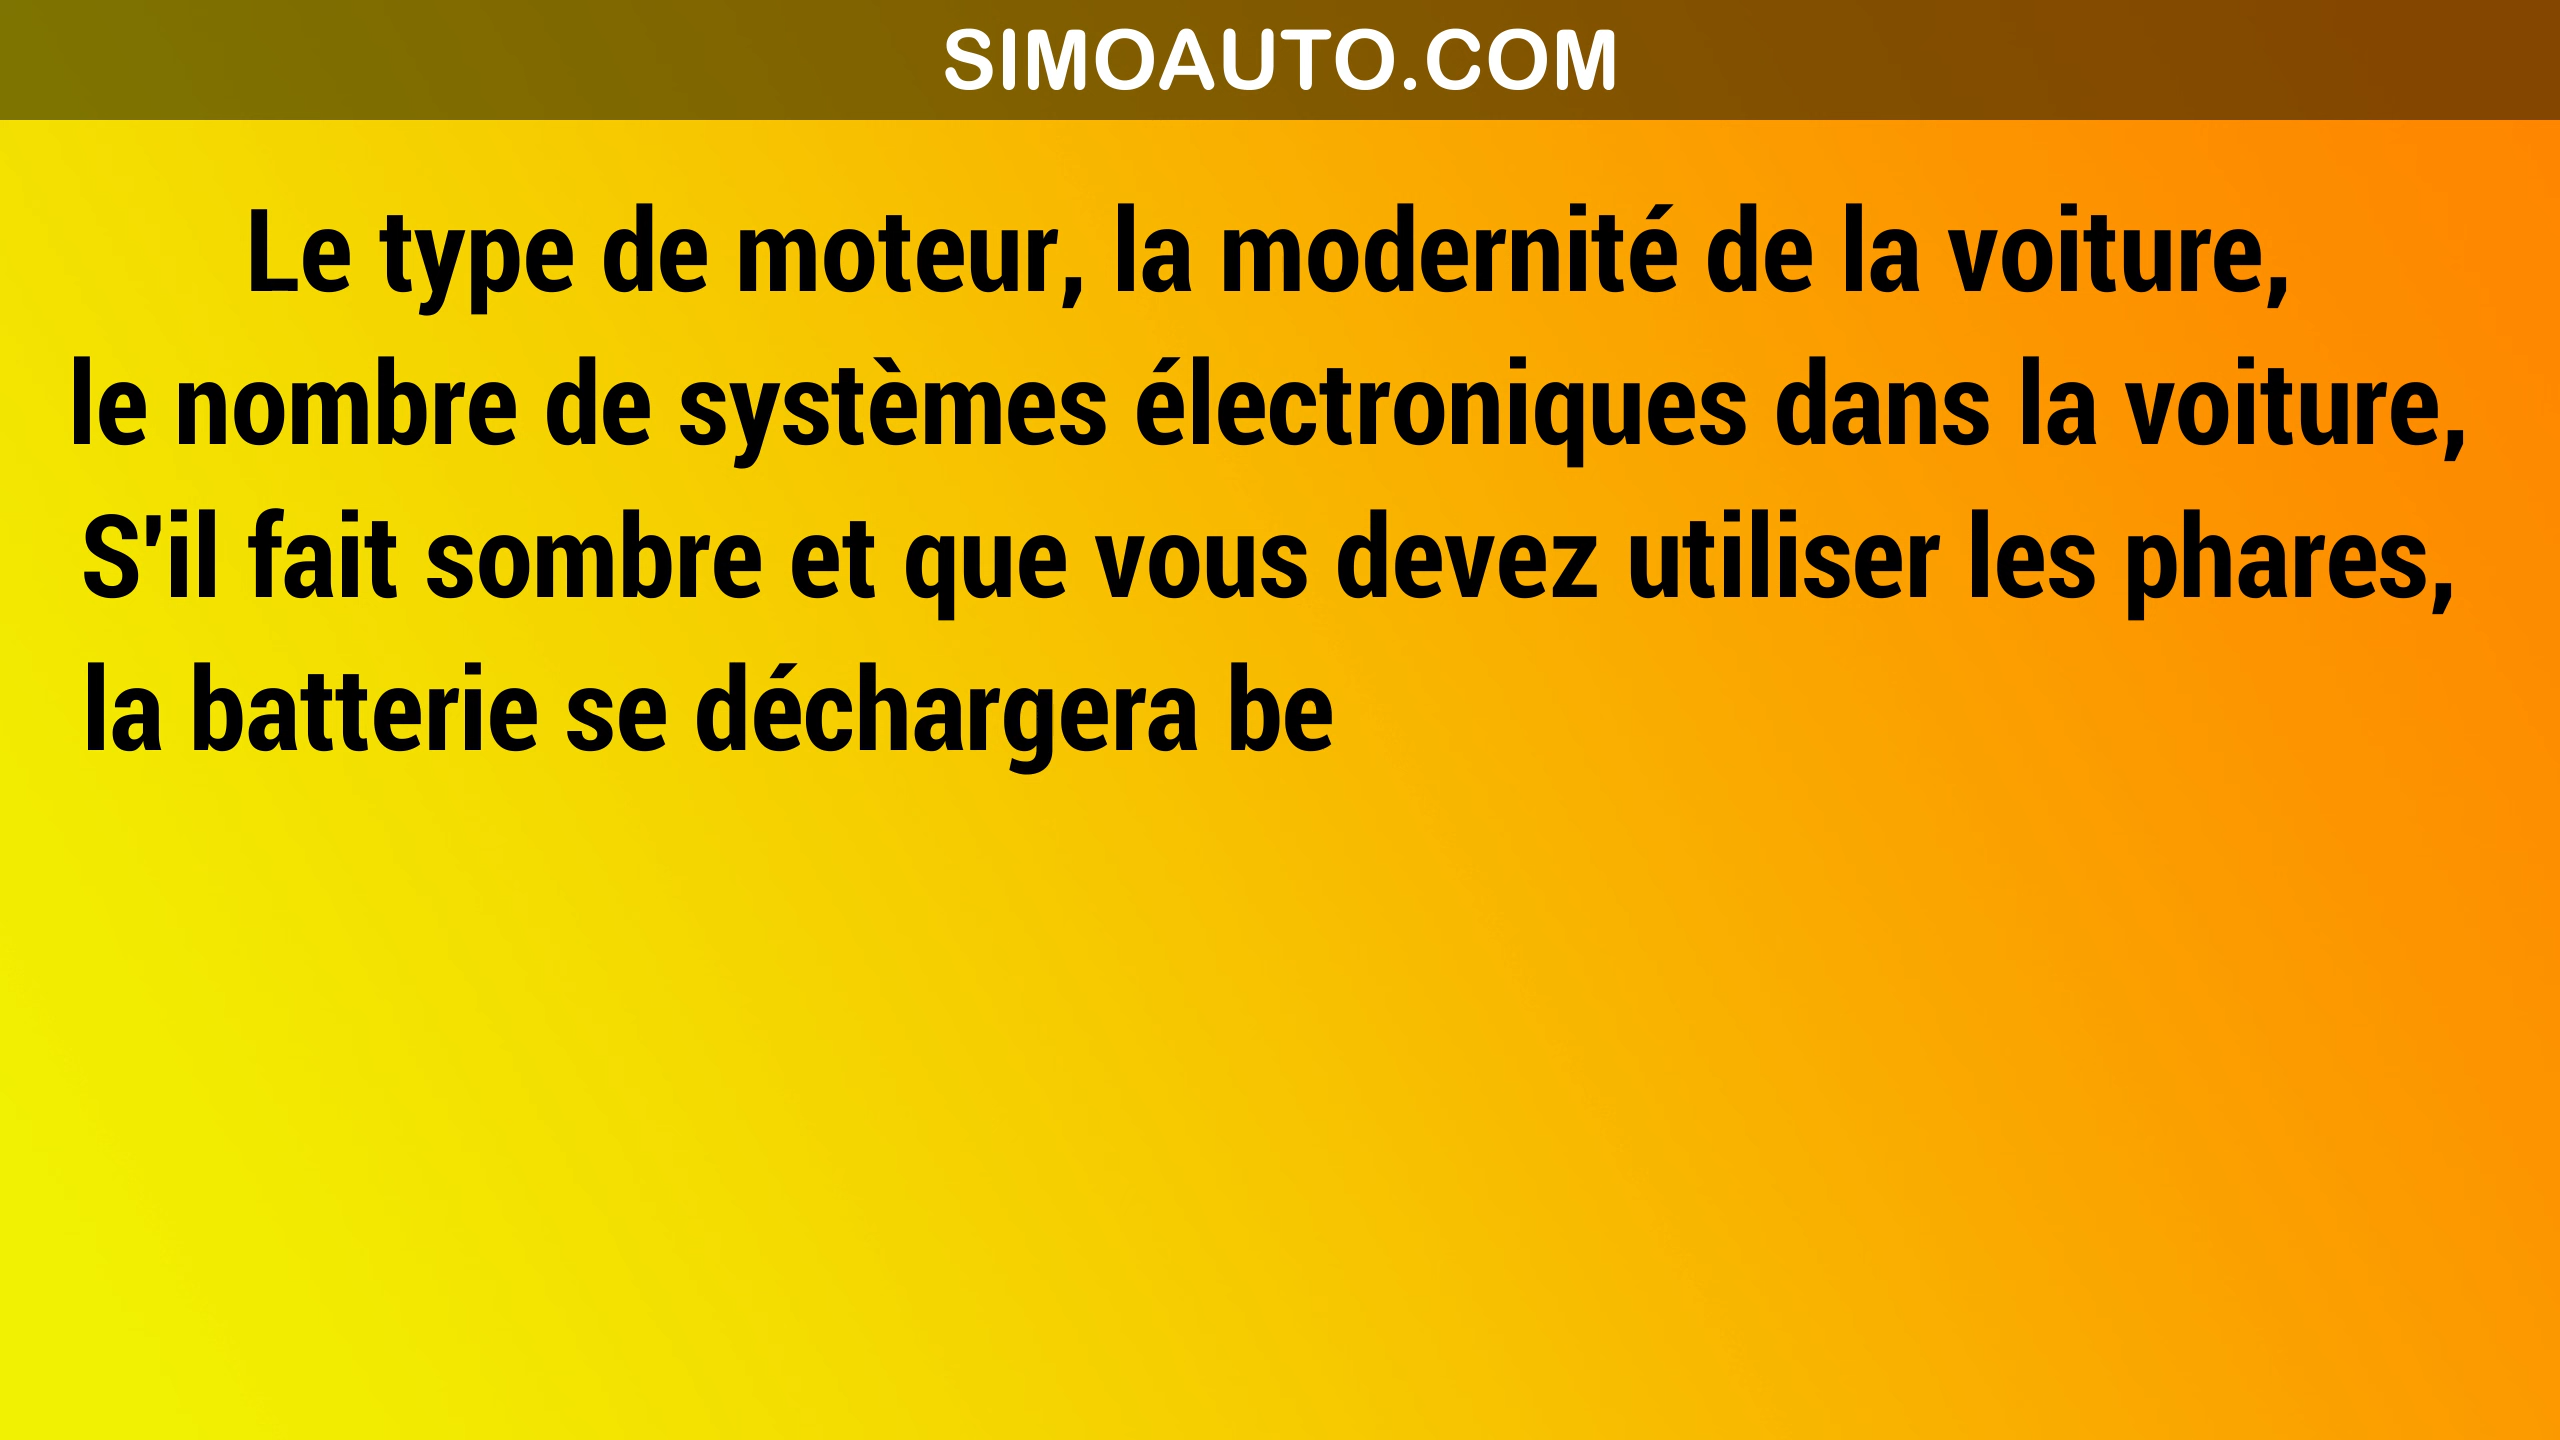 SIMOAUTO.COM
Le type de moteur, la modernité de la voiture,
le nombre de systèmes électroniques dans la voiture,
S'il fait sombre et que vous devez utiliser les phares,
la batterie se déchargera be